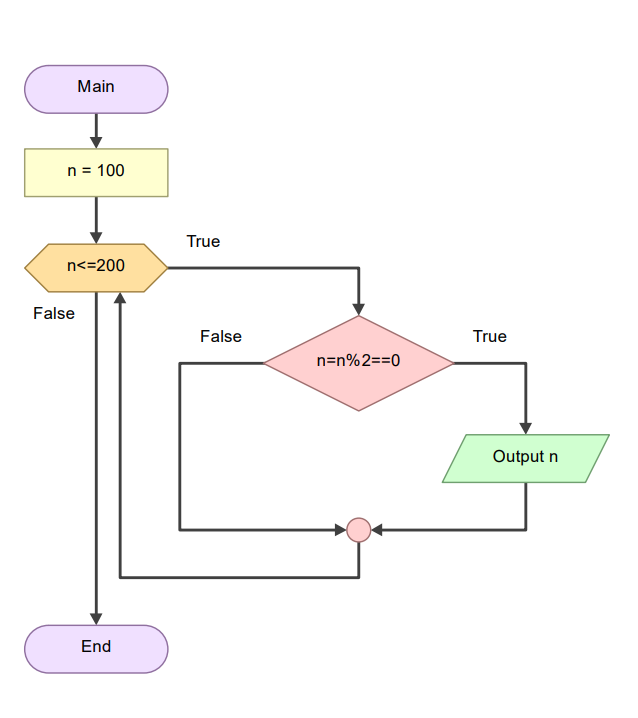 Main
n = 100
True
n<=200
False
False
True
n=n%2==0
Output n
End